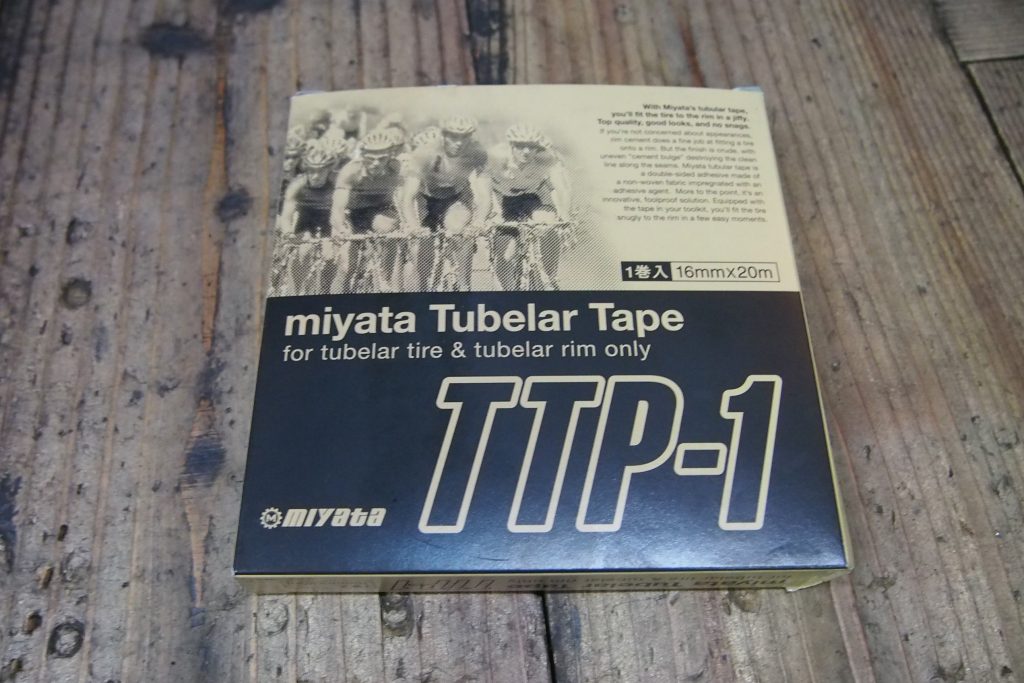 With Miyata's tubular tape,
you'll fit the tire to the rim in a jiffy.
Top quality, good looks, and no snags.
If you're not concerned about appearances,
rim cement does a fine job at fitting a tire
onto a rim. But the finish is crude, with
uneven "cement bulge" destroying the clean
line along the seams. Miyata tubular tape is
a double-sided adhesive made of
a non-woven fabric impregnated with an
adhesive agent. More to the point, it's an
innovative, foolproof solution. Equipped with
the tape in your toolkit, you'll fit the tire
snugly to the rim in a few easy moments.
1巻入 16mmX20m
miyata Tubelar Tape
for tubelar tire & tubelar rim only
TTP-1
M miyata
miyata Tubelar Tape